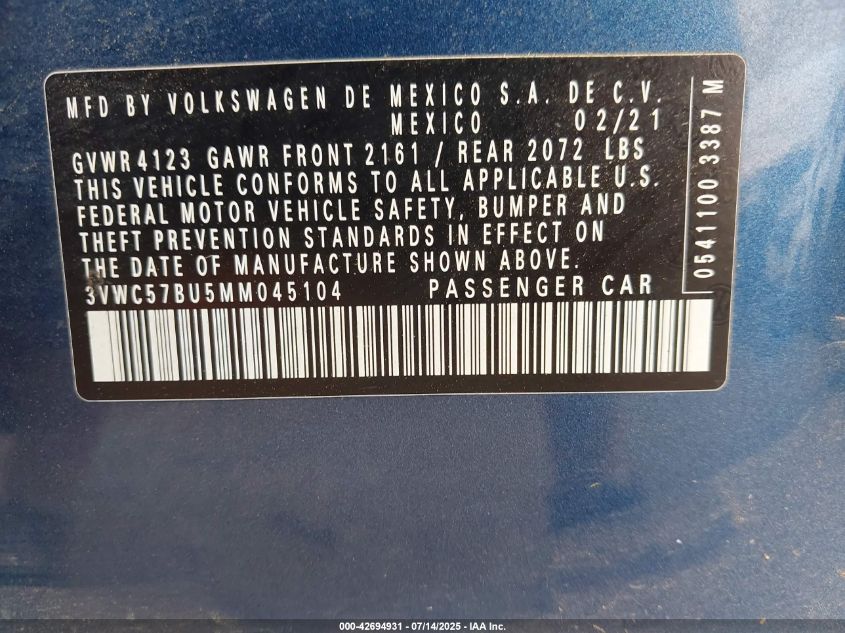 MFD BY VOLKSWAGEN DE MEXICO S.A. DE C.V.
MEXICO 02/21
GVWR 4123 GAWR FRONT 2161 / REAR 2072 LBS
THIS VEHICLE CONFORMS TO ALL APPLICABLE U.S.
FEDERAL MOTOR VEHICLE SAFETY, BUMPER AND
THEFT PREVENTION STANDARDS IN EFFECT ON
THE DATE OF MANUFACTURE SHOWN ABOVE.
3VWC57BU5MM045104 PASSENGER CAR
0541100 3387 M
000-42694931 - 07/14/2025 - IAA Inc.